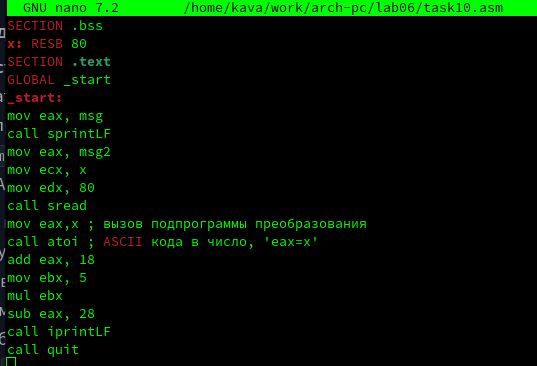 GNU nano 7.2 /home/kava/work/arch-pc/lab06/task10.asm
SECTION .bss
x: RESB 80
SECTION .text
GLOBAL _start
_start:
mov eax, msg
call sprintLF
mov eax, msg2
mov ecx, x
mov edx, 80
call sread
mov eax,x ; вызов подпрограммы преобразования
call atoi ; ASCII кода в число, 'eax=x'
add eax, 18
mov ebx, 5
mul ebx
sub eax, 28
call iprintLF
call quit